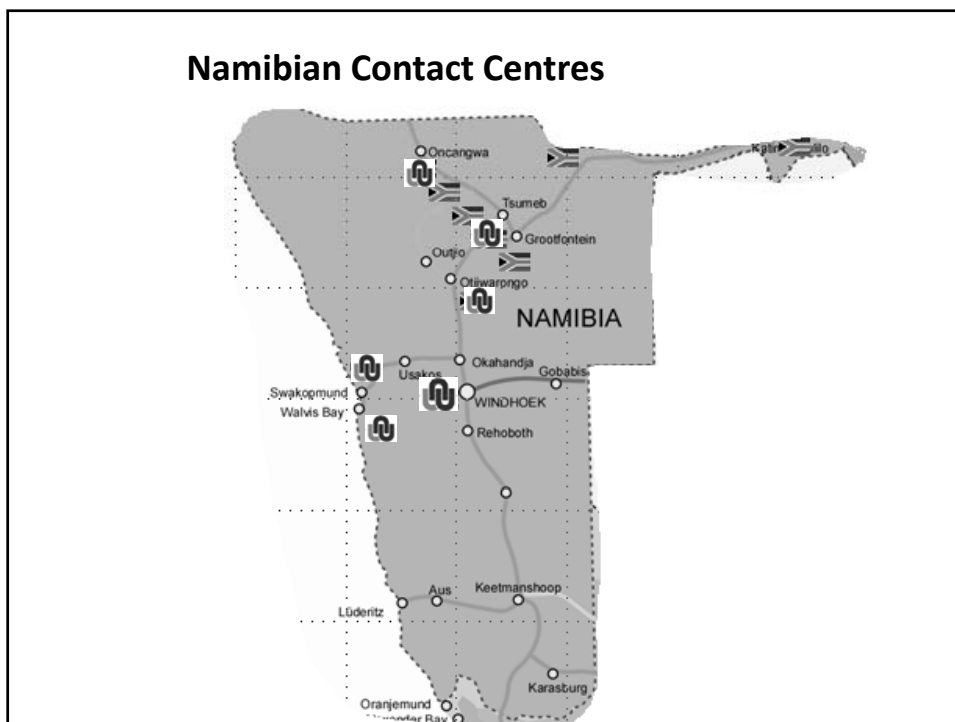 Namibian Contact Centres
Oncangwa
Tsumeb
Grootfontein
Outjo
Otjiwarongo
NAMIBIA
Okahandja
Usakos
Gobabis
Swakopmund
WINDHOEK
Walvis Bay
Rehoboth
Keetmanshoop
Aus
Lüderitz
Karasburg
Oranjemund
Bay